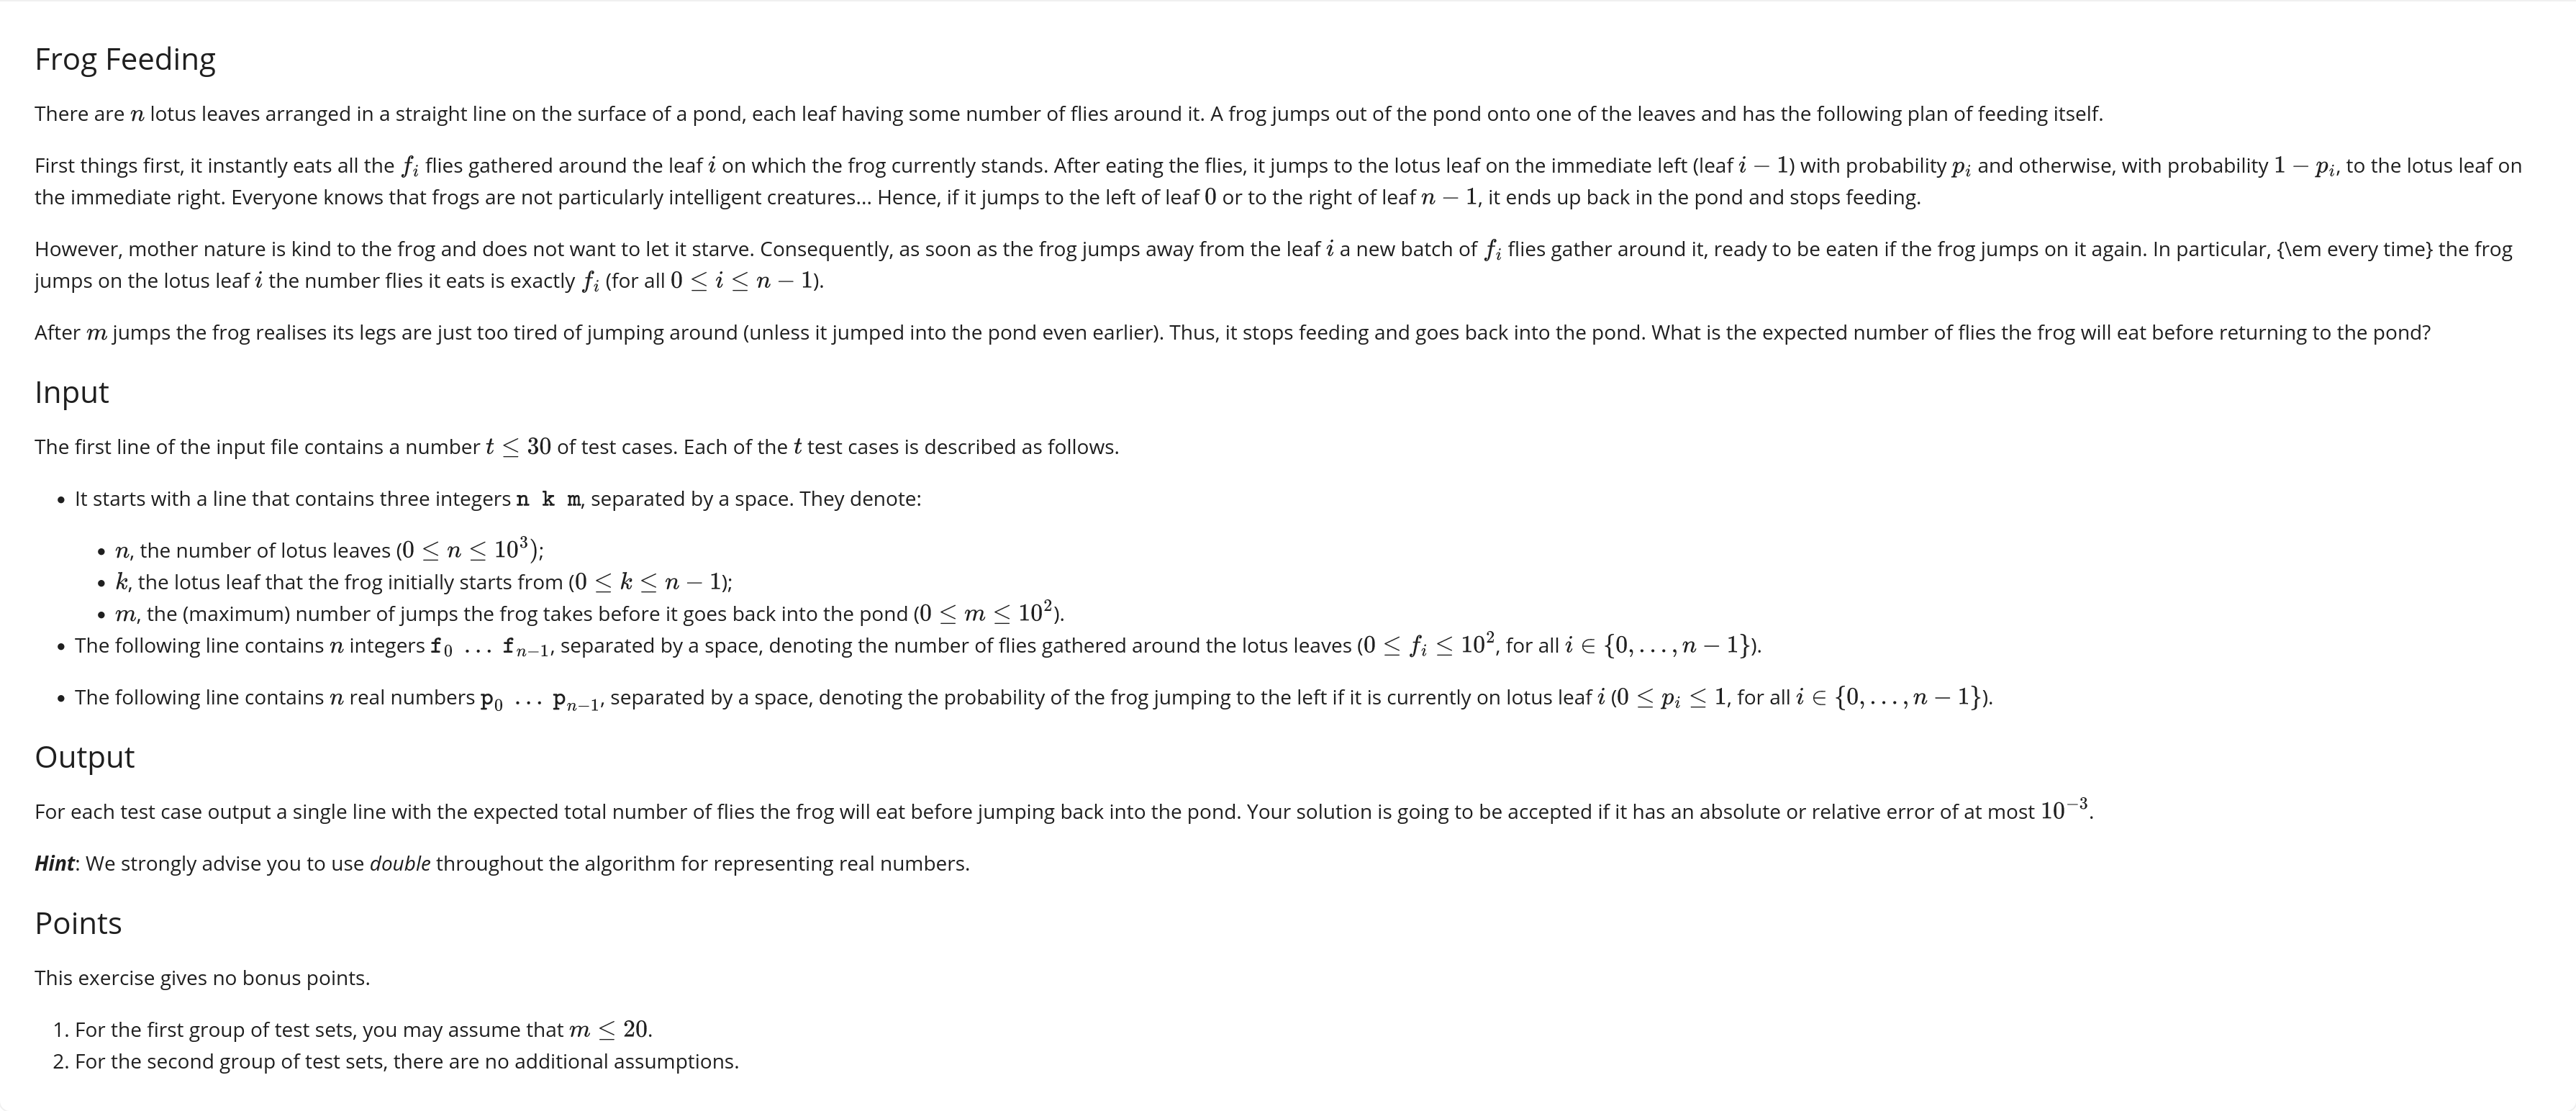 Frog Feeding
There are n lotus leaves arranged in a straight line on the surface of a pond, each leaf having some number of flies around it. A frog jumps out of the pond onto one of the leaves and has the following plan of feeding itself.
First things first, it instantly eats all the f_i flies gathered around the leaf i on which the frog currently stands. After eating the flies, it jumps to the lotus leaf on the immediate left (leaf i − 1) with probability p_i and otherwise, with probability 1 − p_i, to the lotus leaf on
the immediate right. Everyone knows that frogs are not particularly intelligent creatures... Hence, if it jumps to the left of leaf 0 or to the right of leaf n − 1, it ends up back in the pond and stops feeding.
However, mother nature is kind to the frog and does not want to let it starve. Consequently, as soon as the frog jumps away from the leaf i a new batch of f_i flies gather around it, ready to be eaten if the frog jumps on it again. In particular, {\em every time} the frog
jumps on the lotus leaf i the number flies it eats is exactly f_i (for all 0 ≤ i ≤ n − 1).
After m jumps the frog realises its legs are just too tired of jumping around (unless it jumped into the pond even earlier). Thus, it stops feeding and goes back into the pond. What is the expected number of flies the frog will eat before returning to the pond?
Input
The first line of the input file contains a number t ≤ 30 of test cases. Each of the t test cases is described as follows.
• It starts with a line that contains three integers n k m, separated by a space. They denote:
• n, the number of lotus leaves (0 ≤ n ≤ 10^3);
• k, the lotus leaf that the frog initially starts from (0 ≤ k ≤ n − 1);
• m, the (maximum) number of jumps the frog takes before it goes back into the pond (0 ≤ m ≤ 10^2).
• The following line contains n integers f_0 ... f_{n−1}, separated by a space, denoting the number of flies gathered around the lotus leaves (0 ≤ f_i ≤ 10^2, for all i ∈ {0, ..., n − 1}).
• The following line contains n real numbers p_0 ... p_{n−1}, separated by a space, denoting the probability of the frog jumping to the left if it is currently on lotus leaf i (0 ≤ p_i ≤ 1, for all i ∈ {0, ..., n − 1}).
Output
For each test case output a single line with the expected total number of flies the frog will eat before jumping back into the pond. Your solution is going to be accepted if it has an absolute or relative error of at most 10^{−3}.
Hint: We strongly advise you to use double throughout the algorithm for representing real numbers.
Points
This exercise gives no bonus points.
1. For the first group of test sets, you may assume that m ≤ 20.
2. For the second group of test sets, there are no additional assumptions.